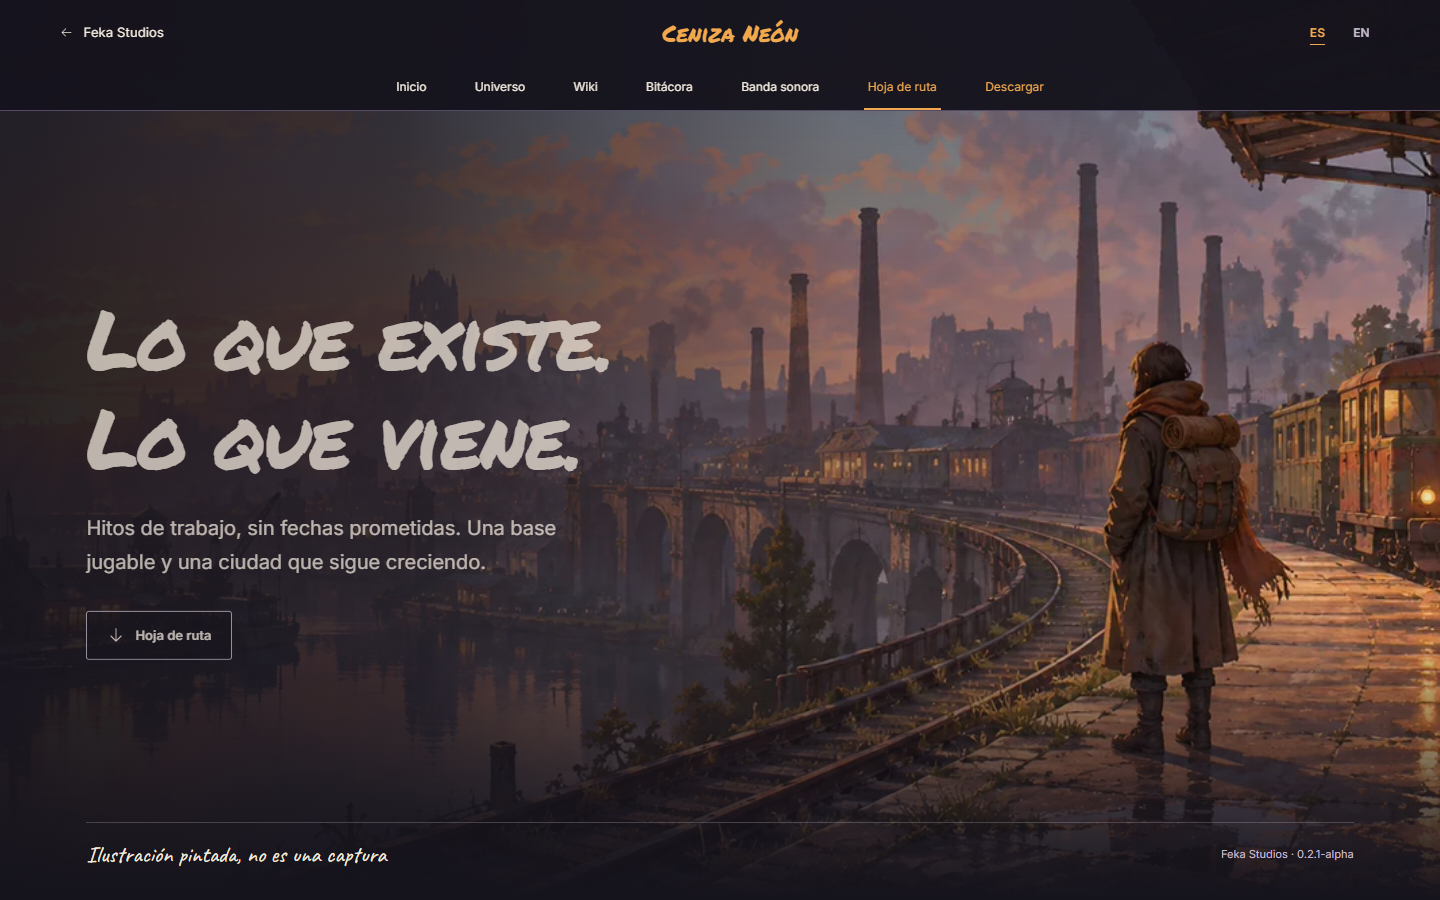 ← Feka Studios
Ceniza Neón
ES EN
Inicio Universo Wiki Bitácora Banda sonora Hoja de ruta Descargar
Lo que existe.
Lo que viene.
Hitos de trabajo, sin fechas prometidas. Una base
jugable y una ciudad que sigue creciendo.
↓ Hoja de ruta
Ilustración pintada, no es una captura
Feka Studios · 0.2.1-alpha